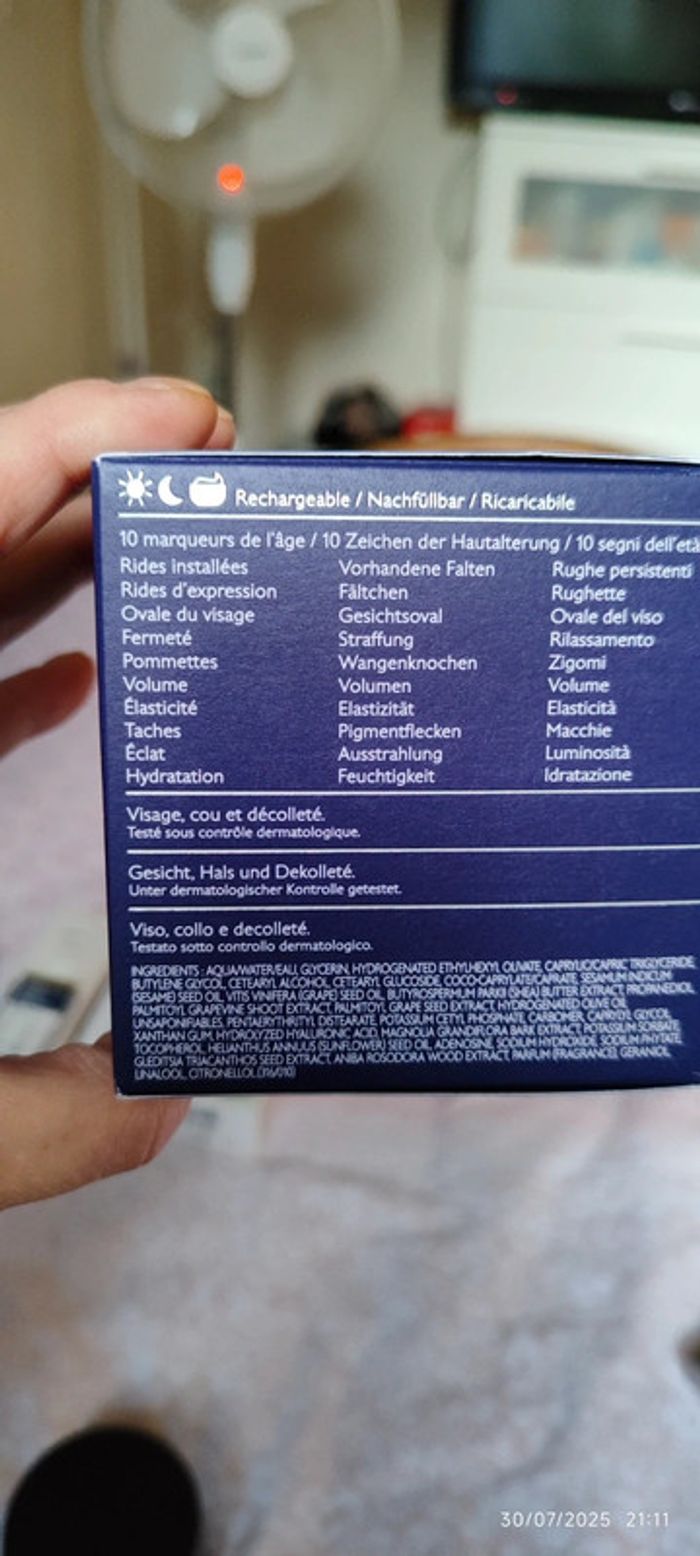 Rechargeable / Nachfüllbar / Ricaricabile
10 marqueurs de l'âge / 10 Zeichen der Hautalterung / 10 segni dell'età
Rides installées Vorhandene Falten Rughe persistenti
Rides d'expression Fältchen Rughette
Ovale du visage Gesichtsoval Ovale del viso
Fermeté Straffung Rilassamento
Pommettes Wangenknochen Zigomi
Volume Volumen Volume
Élasticité Elastizität Elasticità
Taches Pigmentflecken Macchie
Éclat Ausstrahlung Luminosità
Hydratation Feuchtigkeit Idratazione
Visage, cou et décolleté.
Testé sous contrôle dermatologique.
Gesicht, Hals und Dekolleté.
Unter dermatologischer Kontrolle getestet.
Viso, collo e decolleté.
Testato sotto controllo dermatologico.
INGREDIENTS : AQUA/WATER/EAU, GLYCERIN, HYDROGENATED ETHYLHEXYL OLIVATE, CAPRYLIC/CAPRIC TRIGLYCERIDE,
BUTYLENE GLYCOL, CETEARYL ALCOHOL, CETEARYL GLUCOSIDE, COCO-CAPRYLATE/CAPRATE, SESAMUM INDICUM
(SESAME) SEED OIL, VITIS VINIFERA (GRAPE) SEED OIL, BUTYROSPERMUM PARKII (SHEA) BUTTER EXTRACT, PROPANEDIOL,
PALMITOYL GRAPEVINE SHOOT EXTRACT, PALMITOYL GRAPE SEED EXTRACT, HYDROGENATED OLIVE OIL
UNSAPONIFIABLES, PENTAERYTHRITYL DISTEARATE, POTASSIUM CETYL PHOSPHATE, CARBOMER, CAPRYLYL GLYCOL,
XANTHAN GUM, HYDROLYZED HYALURONIC ACID, MAGNOLIA GRANDIFLORA BARK EXTRACT, POTASSIUM SORBATE,
TOCOPHEROL, HELIANTHUS ANNUUS (SUNFLOWER) SEED OIL, ADENOSINE, SODIUM HYDROXIDE, SODIUM PHYTATE,
GLEDITSIA TRIACANTHOS SEED EXTRACT, ANIBA ROSODORA WOOD EXTRACT, PARFUM (FRAGRANCE), GERANIOL,
LINALOOL, CITRONELLOL (316/010)
30/07/2025 21:11